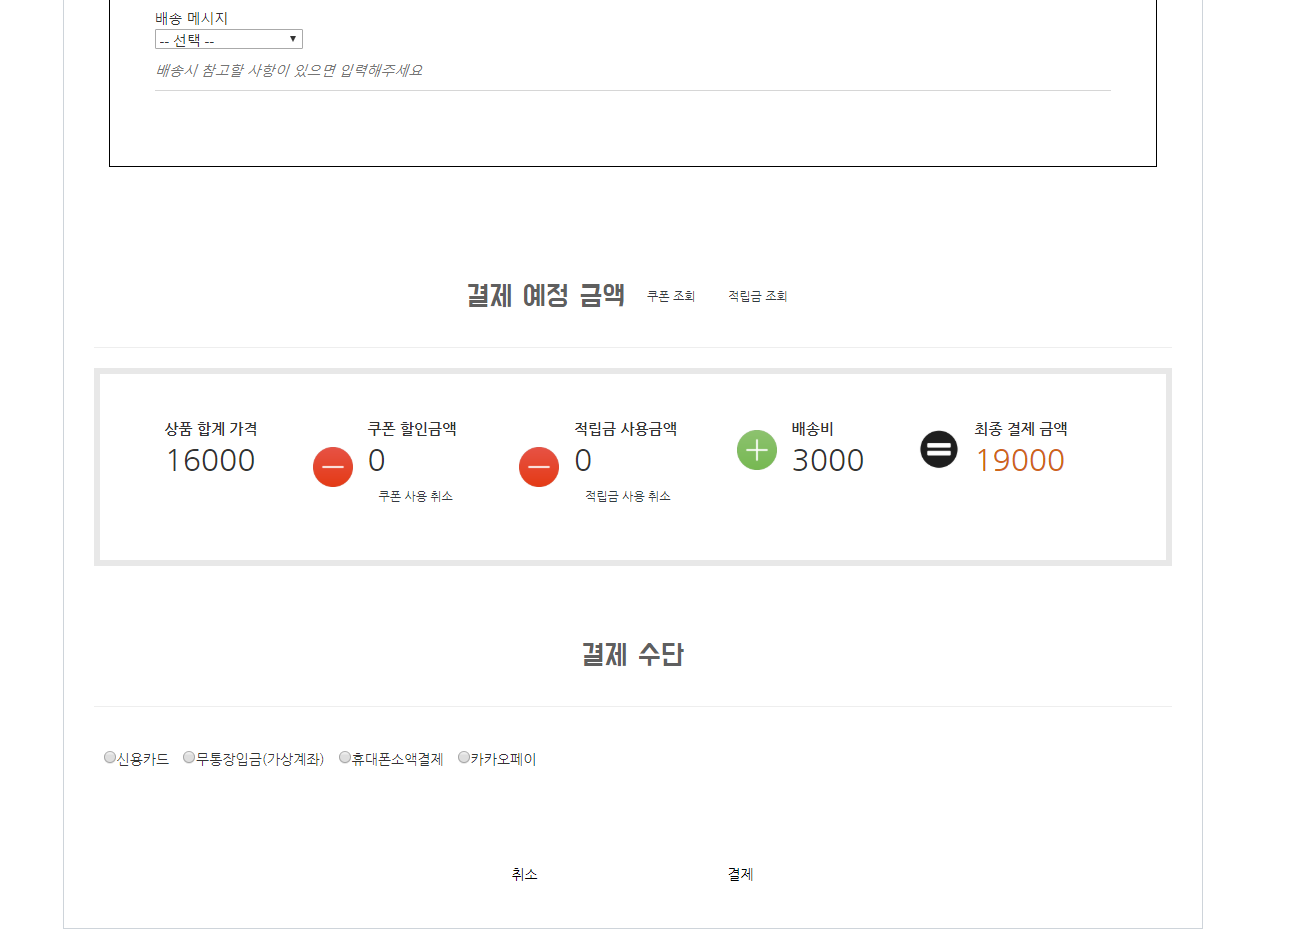 배송 메시지
-- 선택 --
배송시 참고할 사항이 있으면 입력해주세요
결제 예정 금액 쿠폰 조회 적립금 조회
상품 합계 가격 쿠폰 할인금액 적립금 사용금액 배송비 최종 결제 금액
16000 0 0 3000 19000
쿠폰 사용 취소 적립금 사용 취소
결제 수단
신용카드 무통장입금(가상계좌) 휴대폰소액결제 카카오페이
취소 결제